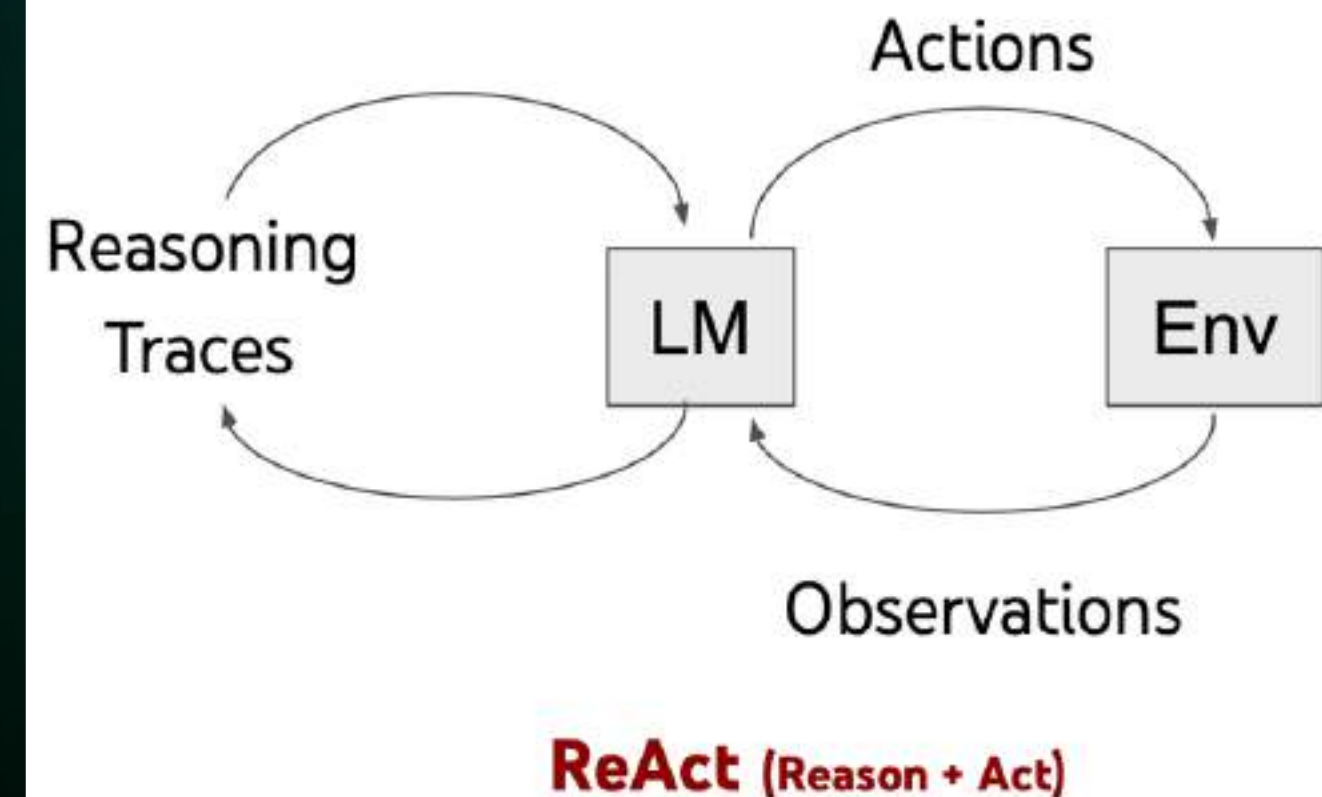 Actions
Reasoning
Traces
LM
Env
Observations
ReAct (Reason + Act)